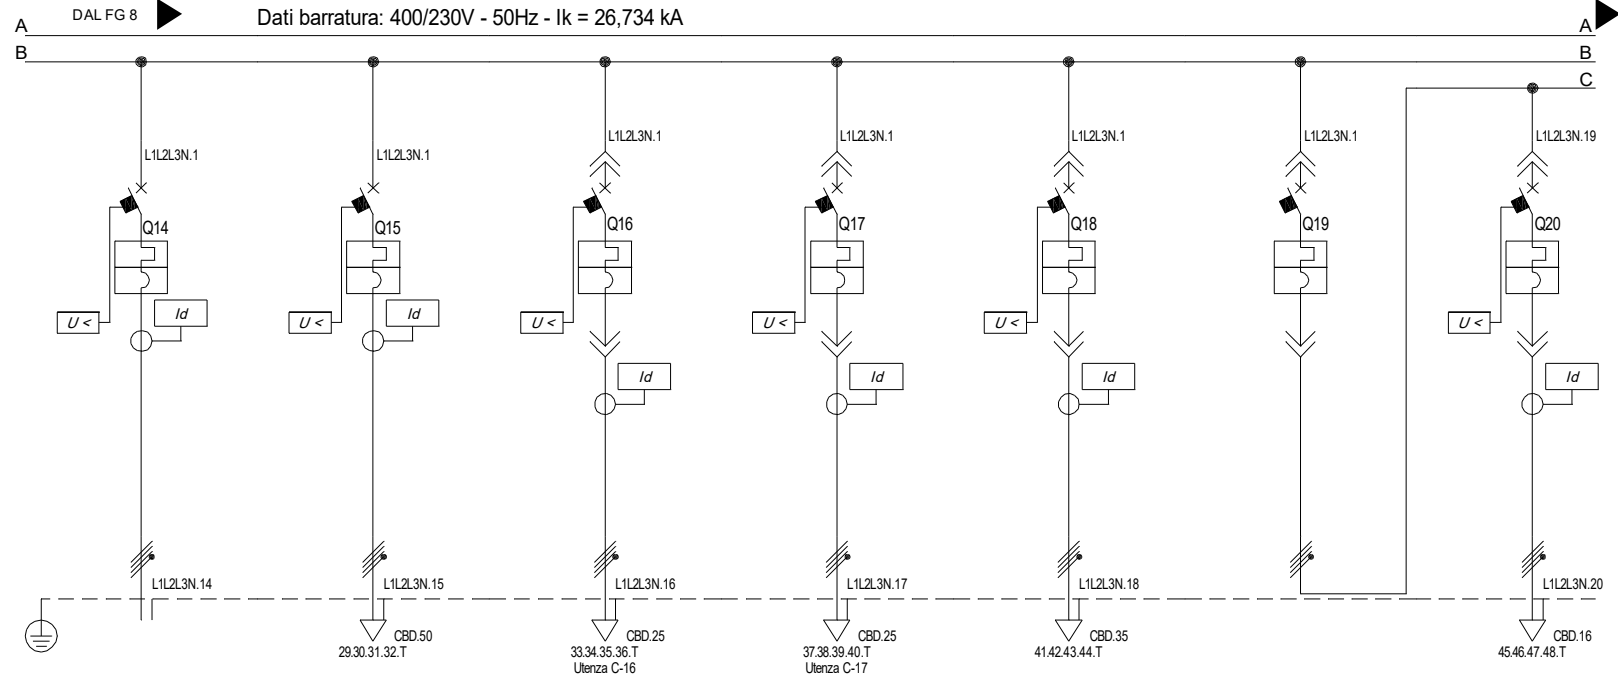 DAL FG 8
Dati barratura: 400/230V - 50Hz - Ik = 26,734 kA
A A
B B
C
L1L2L3N.1 L1L2L3N.1 L1L2L3N.1 L1L2L3N.19
L1L2L3N.1 L1L2L3N.1 L1L2L3N.1
Q14 Q15 Q16 Q17 Q18 Q19 Q20
Id Id
U < U < U < U < U < U <
Id Id Id Id
L1L2L3N.14 L1L2L3N.15 L1L2L3N.16 L1L2L3N.17 L1L2L3N.18 L1L2L3N.20
CBD.50 CBD.25 CBD.25 CBD.35 CBD.16
29.30.31.32.T 33.34.35.36.T 37.38.39.40.T 41.42.43.44.T 45.46.47.48.T
Utenza C-16 Utenza C-17